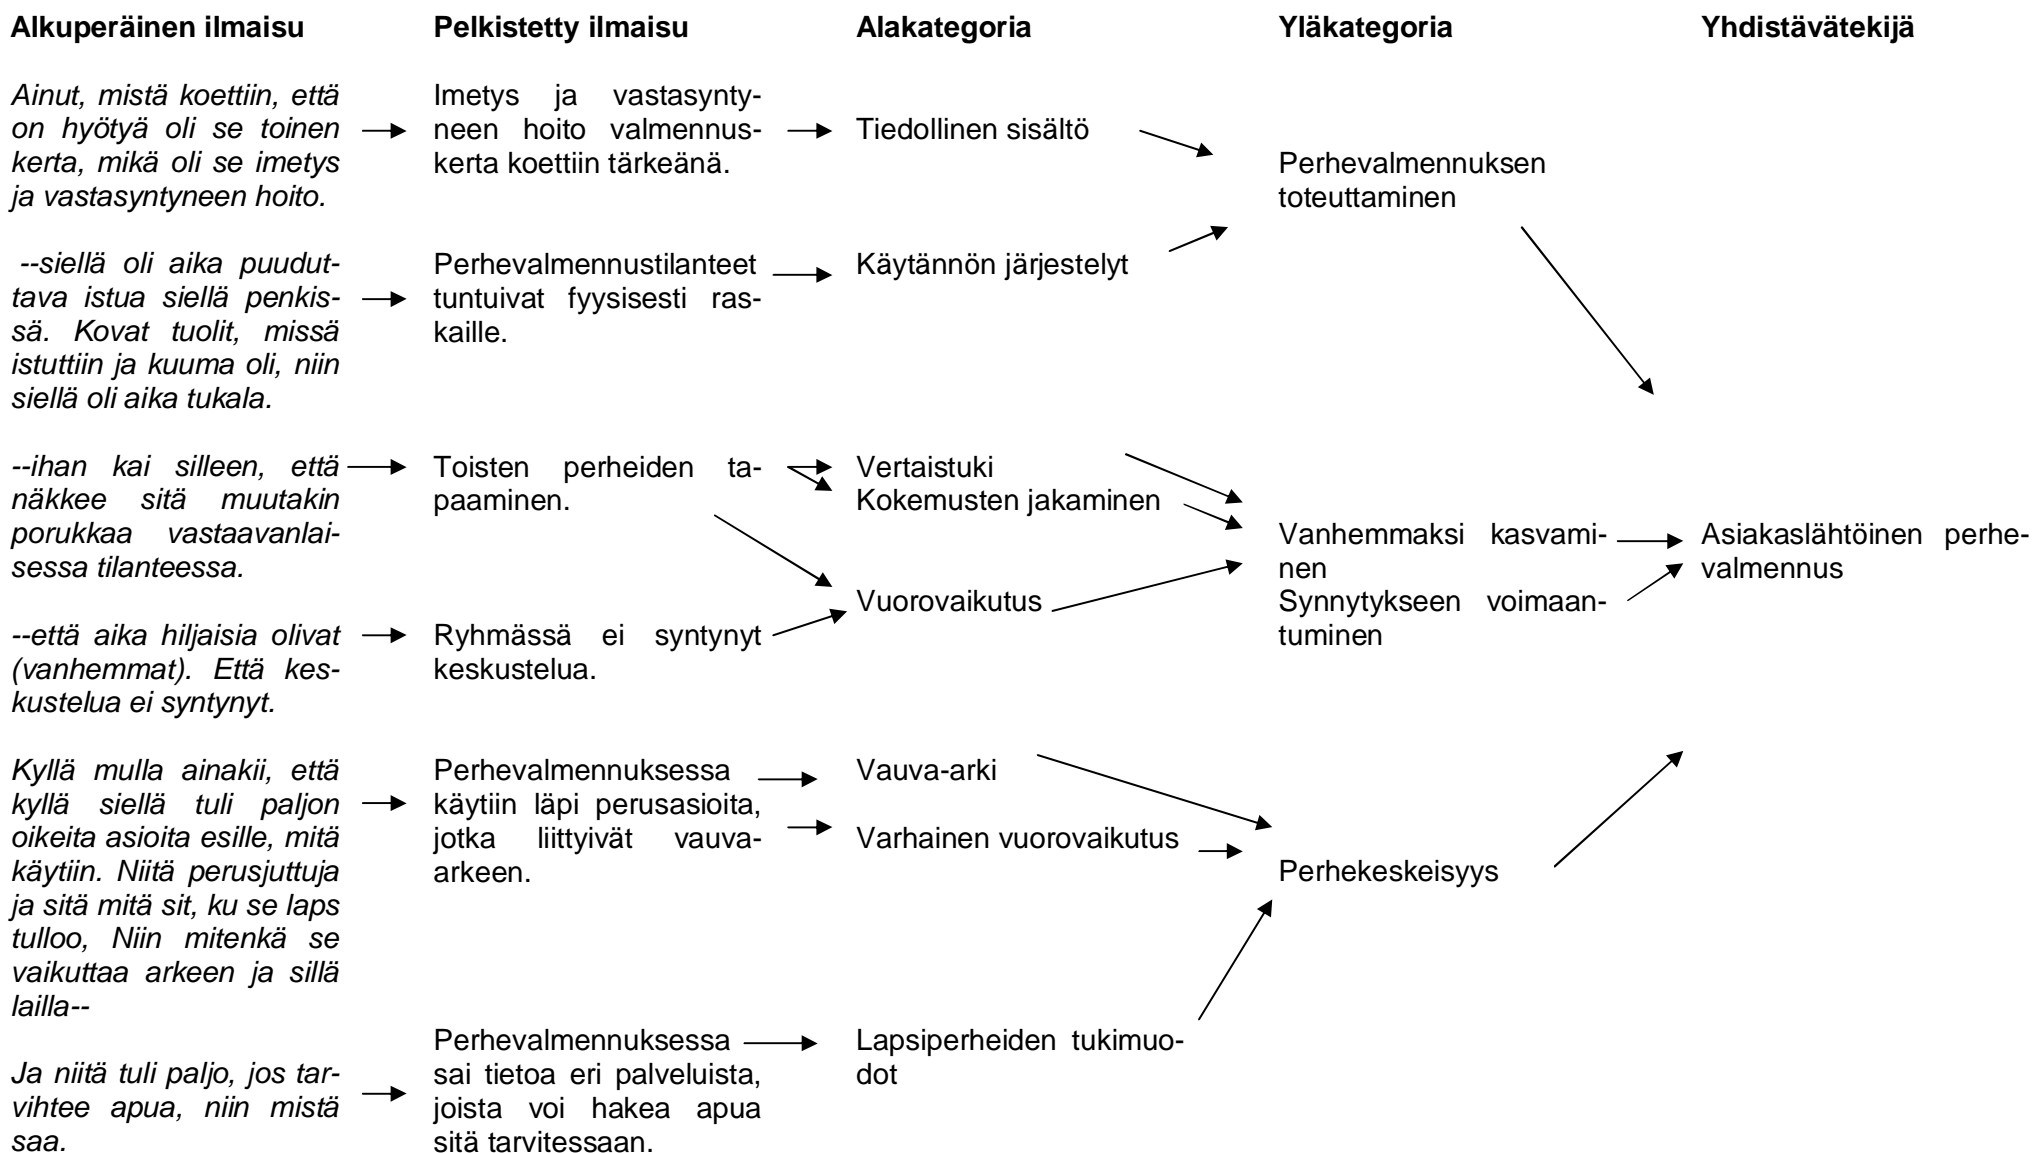 Alkuperäinen ilmaisu
Pelkistetty ilmaisu
Alakategoria
Yläkategoria
Yhdistävätekijä
Ainut, mistä koettiin, että
on hyötyä oli se toinen
kerta, mikä oli se imetys
ja vastasyntyneen hoito.
Imetys ja vastasynty-
neen hoito valmennus-
kerta koettiin tärkeänä.
Tiedollinen sisältö
Perhevalmennuksen
toteuttaminen
--siellä oli aika puudut-
tava istua siellä penkis-
sä. Kovat tuolit, missä
istuttiin ja kuuma oli, niin
siellä oli aika tukala.
Perhevalmennustilanteet
tuntuivat fyysisesti ras-
kaille.
Käytännön järjestelyt
--ihan kai silleen, että
näkkee sitä muutakin
porukkaa vastaavanlai-
sessa tilanteessa.
Toisten perheiden ta-
paaminen.
Vertaistuki
Kokemusten jakaminen
Vuorovaikutus
Vanhemmaksi kasvami-
nen
Synnytykseen voimaan-
tuminen
Asiakaslähtöinen perhe-
valmennus
--että aika hiljaisia olivat
(vanhemmat). Että kes-
kustelua ei syntynyt.
Ryhmässä ei syntynyt
keskustelua.
Kyllä mulla ainakii, että
kyllä siellä tuli paljon
oikeita asioita esille, mitä
käytiin. Niitä perusjuttuja
ja sitä mitä sit, ku se laps
tulloo, Niin mitenkä se
vaikuttaa arkeen ja sillä
lailla--
Perhevalmennuksessa
käytiin läpi perusasioita,
jotka liittyivät vauva-
arkeen.
Vauva-arki
Varhainen vuorovaikutus
Perhekeskeisyys
Ja niitä tuli paljo, jos tar-
vihtee apua, niin mistä
saa.
Perhevalmennuksessa
sai tietoa eri palveluista,
joista voi hakea apua
sitä tarvitessaan.
Lapsiperheiden tukimuo-
dot